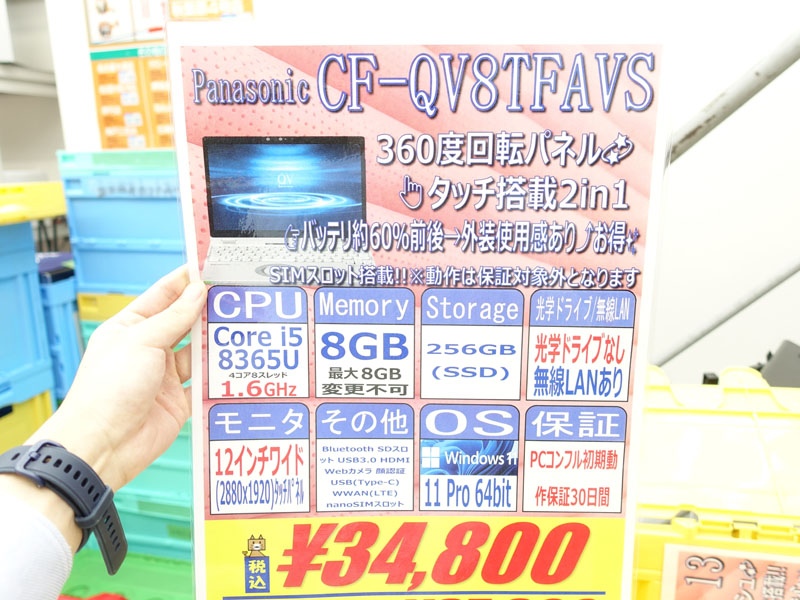 Panasonic CF-QV8TFAVS
360度回転パネル
タッチ搭載2in1
バッテリ約60%前後→外装使用感あり⤴お得
SIMスロット搭載!!※動作は保証対象外となります
CPU
Core i5
8365U
4コア8スレッド
1.6GHz
Memory
8GB
最大8GB
変更不可
Storage
256GB
(SSD)
光学ドライブ/無線LAN
光学ドライブなし
無線LANあり
モニタ
12インチワイド
(2880x1920)タッチパネル
その他
Bluetooth SDスロ
ット USB3.0 HDMI
Webカメラ 顔認証
USB(Type-C)
WWAN(LTE)
nanoSIMスロット
OS
Windows 11
11 Pro 64bit
保証
PCコンフル初期動
作保証30日間
税込
¥34,800
QV
13